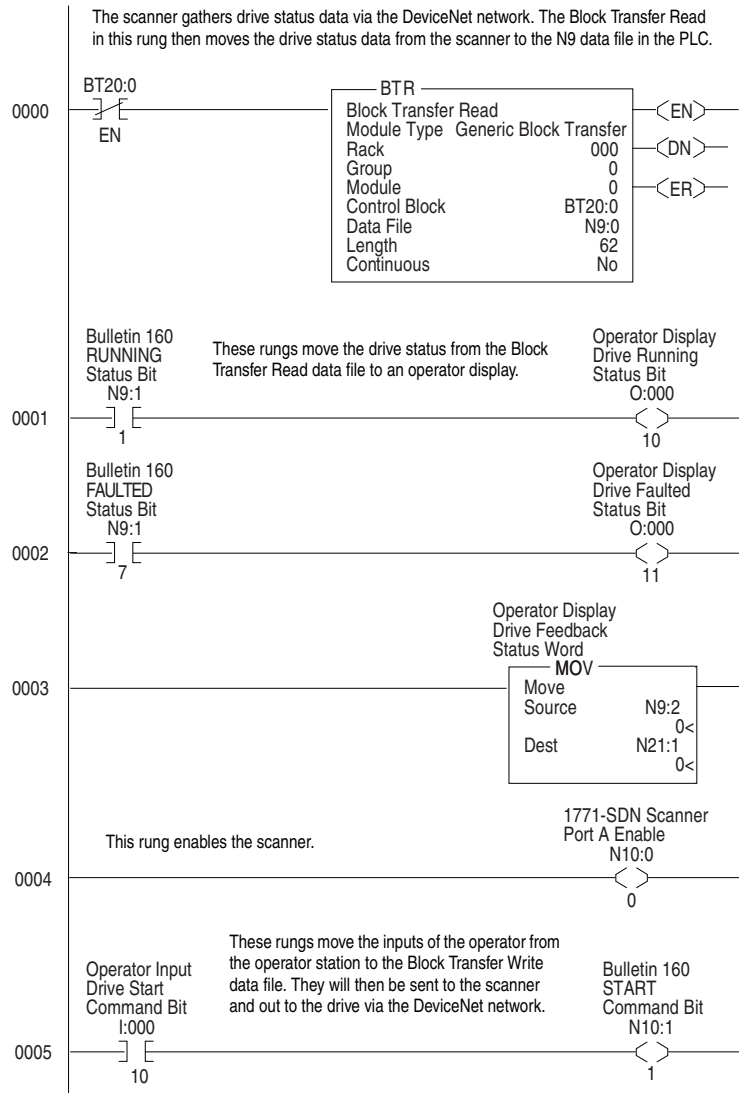 The scanner gathers drive status data via the DeviceNet network. The Block Transfer Read
in this rung then moves the drive status data from the scanner to the N9 data file in the PLC.
BT20:0
0000
EN
BTR
Block Transfer Read
Module Type Generic Block Transfer
Rack 000
Group 0
Module 0
Control Block BT20:0
Data File N9:0
Length 62
Continuous No
EN
DN
ER
Bulletin 160
RUNNING
Status Bit
N9:1
0001
1
These rungs move the drive status from the Block
Transfer Read data file to an operator display.
Operator Display
Drive Running
Status Bit
O:000
10
Bulletin 160
FAULTED
Status Bit
N9:1
0002
7
Operator Display
Drive Faulted
Status Bit
O:000
11
Operator Display
Drive Feedback
Status Word
0003
MOV
Move
Source N9:2
0<
Dest N21:1
0<
This rung enables the scanner.
1771-SDN Scanner
Port A Enable
N10:0
0004
0
These rungs move the inputs of the operator from
the operator station to the Block Transfer Write
data file. They will then be sent to the scanner
and out to the drive via the DeviceNet network.
Operator Input
Drive Start
Command Bit
I:000
0005
10
Bulletin 160
START
Command Bit
N10:1
1